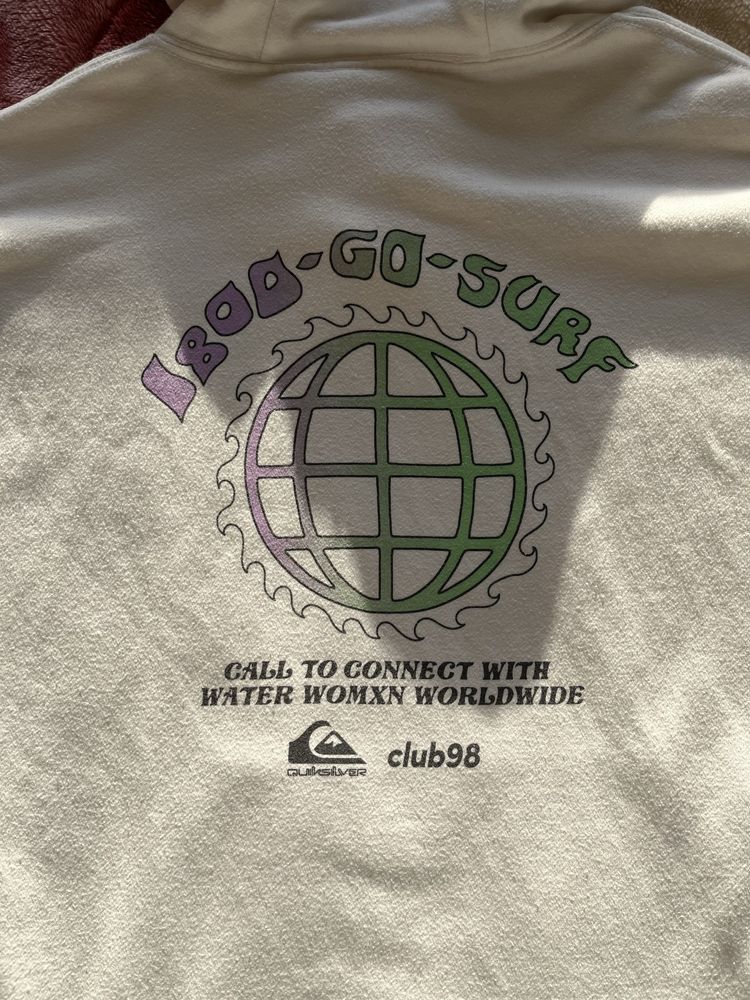 1800-GO-SURF
CALL TO CONNECT WITH
WATER WOMXN WORLDWIDE
QUIKSILVER
club98